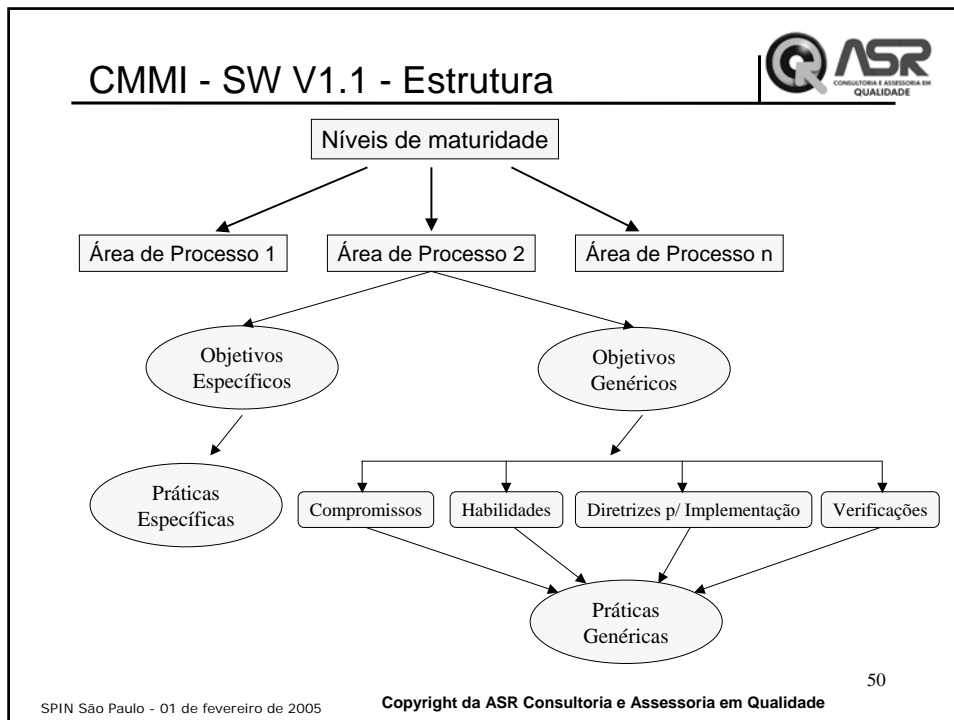 CMMI - SW V1.1 - Estrutura
ASR
CONSULTORIA E ASSESSORIA EM
QUALIDADE
Níveis de maturidade
Área de Processo 1
Área de Processo 2
Área de Processo n
Objetivos
Específicos
Objetivos
Genéricos
Práticas
Específicas
Compromissos
Habilidades
Diretrizes p/ Implementação
Verificações
Práticas
Genéricas
50
SPIN São Paulo - 01 de fevereiro de 2005
Copyright da ASR Consultoria e Assessoria em Qualidade